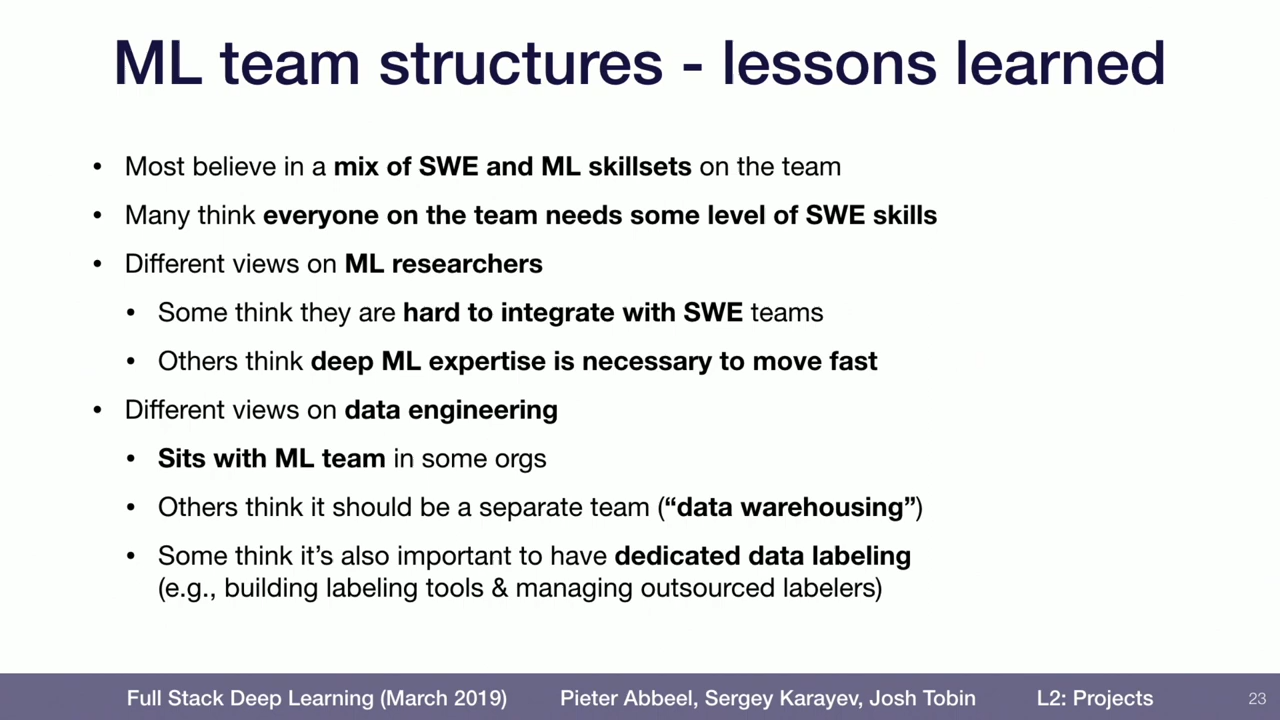 ML team structures - lessons learned
• Most believe in a mix of SWE and ML skillsets on the team
• Many think everyone on the team needs some level of SWE skills
• Different views on ML researchers
• Some think they are hard to integrate with SWE teams
• Others think deep ML expertise is necessary to move fast
• Different views on data engineering
• Sits with ML team in some orgs
• Others think it should be a separate team (“data warehousing”)
• Some think it’s also important to have dedicated data labeling
(e.g., building labeling tools & managing outsourced labelers)
Full Stack Deep Learning (March 2019) Pieter Abbeel, Sergey Karayev, Josh Tobin L2: Projects 23